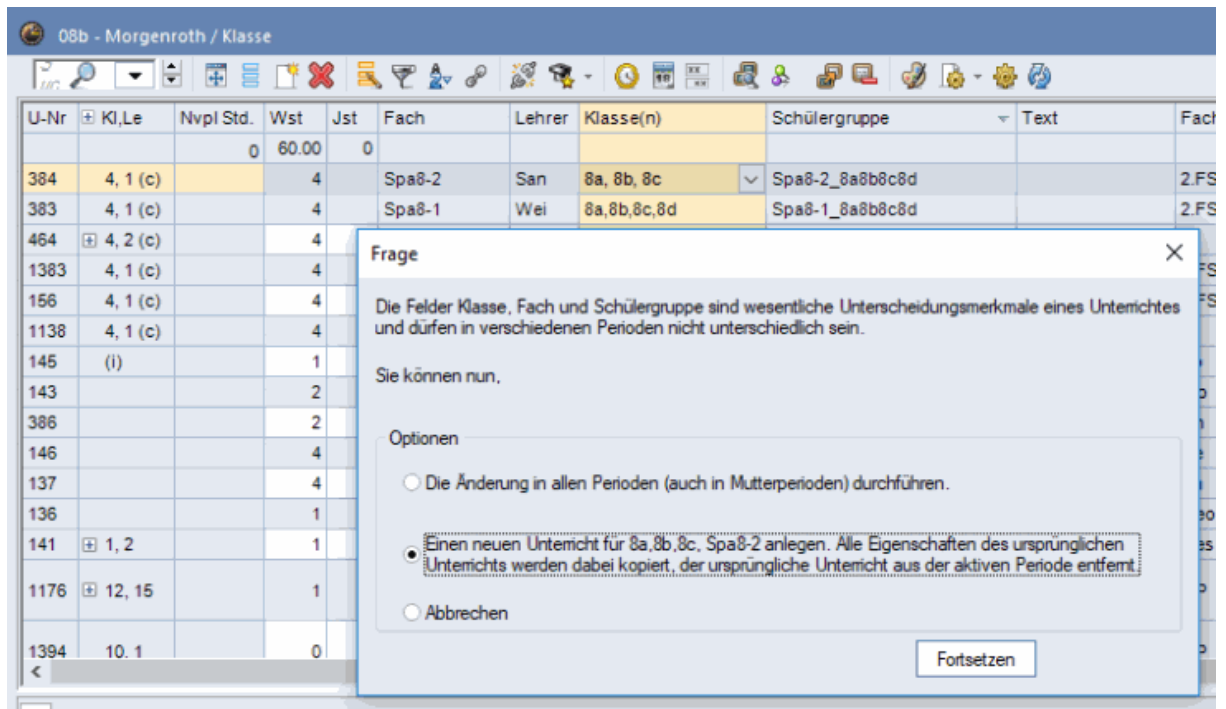 08b - Morgenroth / Klasse
U-Nr Kl,Le Nvpl Std. Wst Jst Fach Lehrer Klasse(n) Schülergruppe Text Fach
0 60.00 0
384 4, 1 (c) 4 Spa8-2 San 8a, 8b, 8c Spa8-2_8a8b8c8d 2.FS
383 4, 1 (c) 4 Spa8-1 Wei 8a,8b,8c,8d Spa8-1_8a8b8c8d 2.FS
464 4, 2 (c) 4
1383 4, 1 (c) 4
156 4, 1 (c) 4
1138 4, 1 (c) 4
145 (i) 1
143 2
386 2
146 4
137 4
136 1
141 1, 2 1
1176 12, 15 1
1394 10, 1 0
Frage
Die Felder Klasse, Fach und Schülergruppe sind wesentliche Unterscheidungsmerkmale eines Unterrichtes
und dürfen in verschiedenen Perioden nicht unterschiedlich sein.
Sie können nun,
Optionen
Die Änderung in allen Perioden (auch in Mutterperioden) durchführen.
Einen neuen Unterricht für 8a,8b,8c, Spa8-2 anlegen. Alle Eigenschaften des ursprünglichen
Unterrichts werden dabei kopiert, der ursprüngliche Unterricht aus der aktiven Periode entfernt.
Abbrechen
Fortsetzen